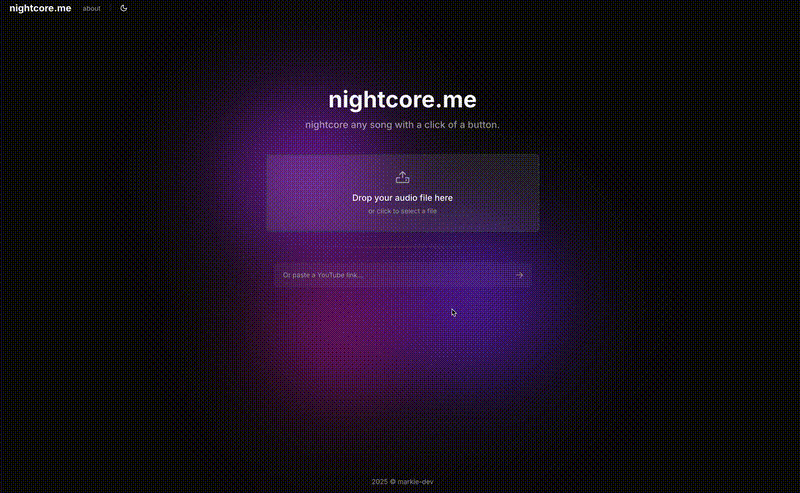 nightcore.me about
nightcore.me
nightcore any song with a click of a button.
Drop your audio file here
or click to select a file
Or paste a YouTube link...
2025 © markie-dev